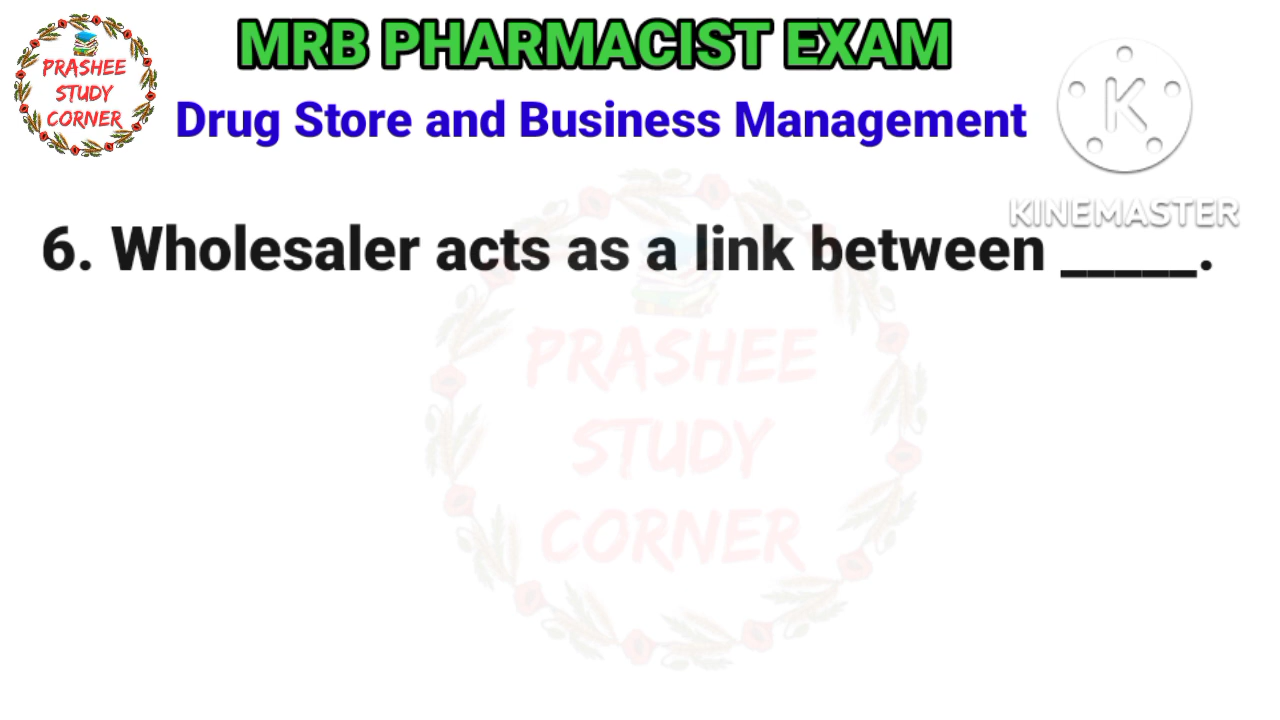 PRASHEE
STUDY
CORNER
MRB PHARMACIST EXAM
Drug Store and Business Management
K
KINEMASTER
6. Wholesaler acts as a link between _____.
PRASHEE
STUDY
CORNER